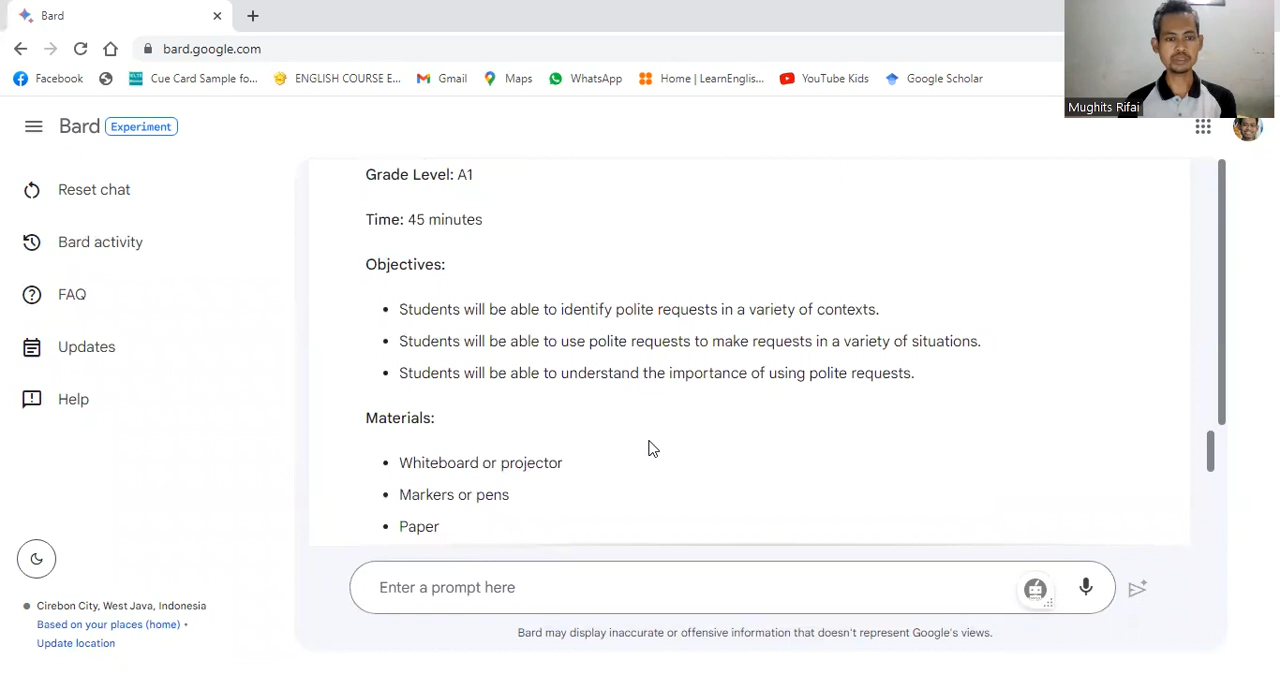 Bard
bard.google.com
Facebook
Cue Card Sample fo...
ENGLISH COURSE E...
Gmail
Maps
WhatsApp
Home | LearnEnglis...
YouTube Kids
Google Scholar
Mughits Rifai
Bard Experiment
Reset chat
Bard activity
FAQ
Updates
Help
Cirebon City, West Java, Indonesia
Based on your places (home) •
Update location
Grade Level: A1
Time: 45 minutes
Objectives:
• Students will be able to identify polite requests in a variety of contexts.
• Students will be able to use polite requests to make requests in a variety of situations.
• Students will be able to understand the importance of using polite requests.
Materials:
• Whiteboard or projector
• Markers or pens
• Paper
Enter a prompt here
Bard may display inaccurate or offensive information that doesn't represent Google's views.